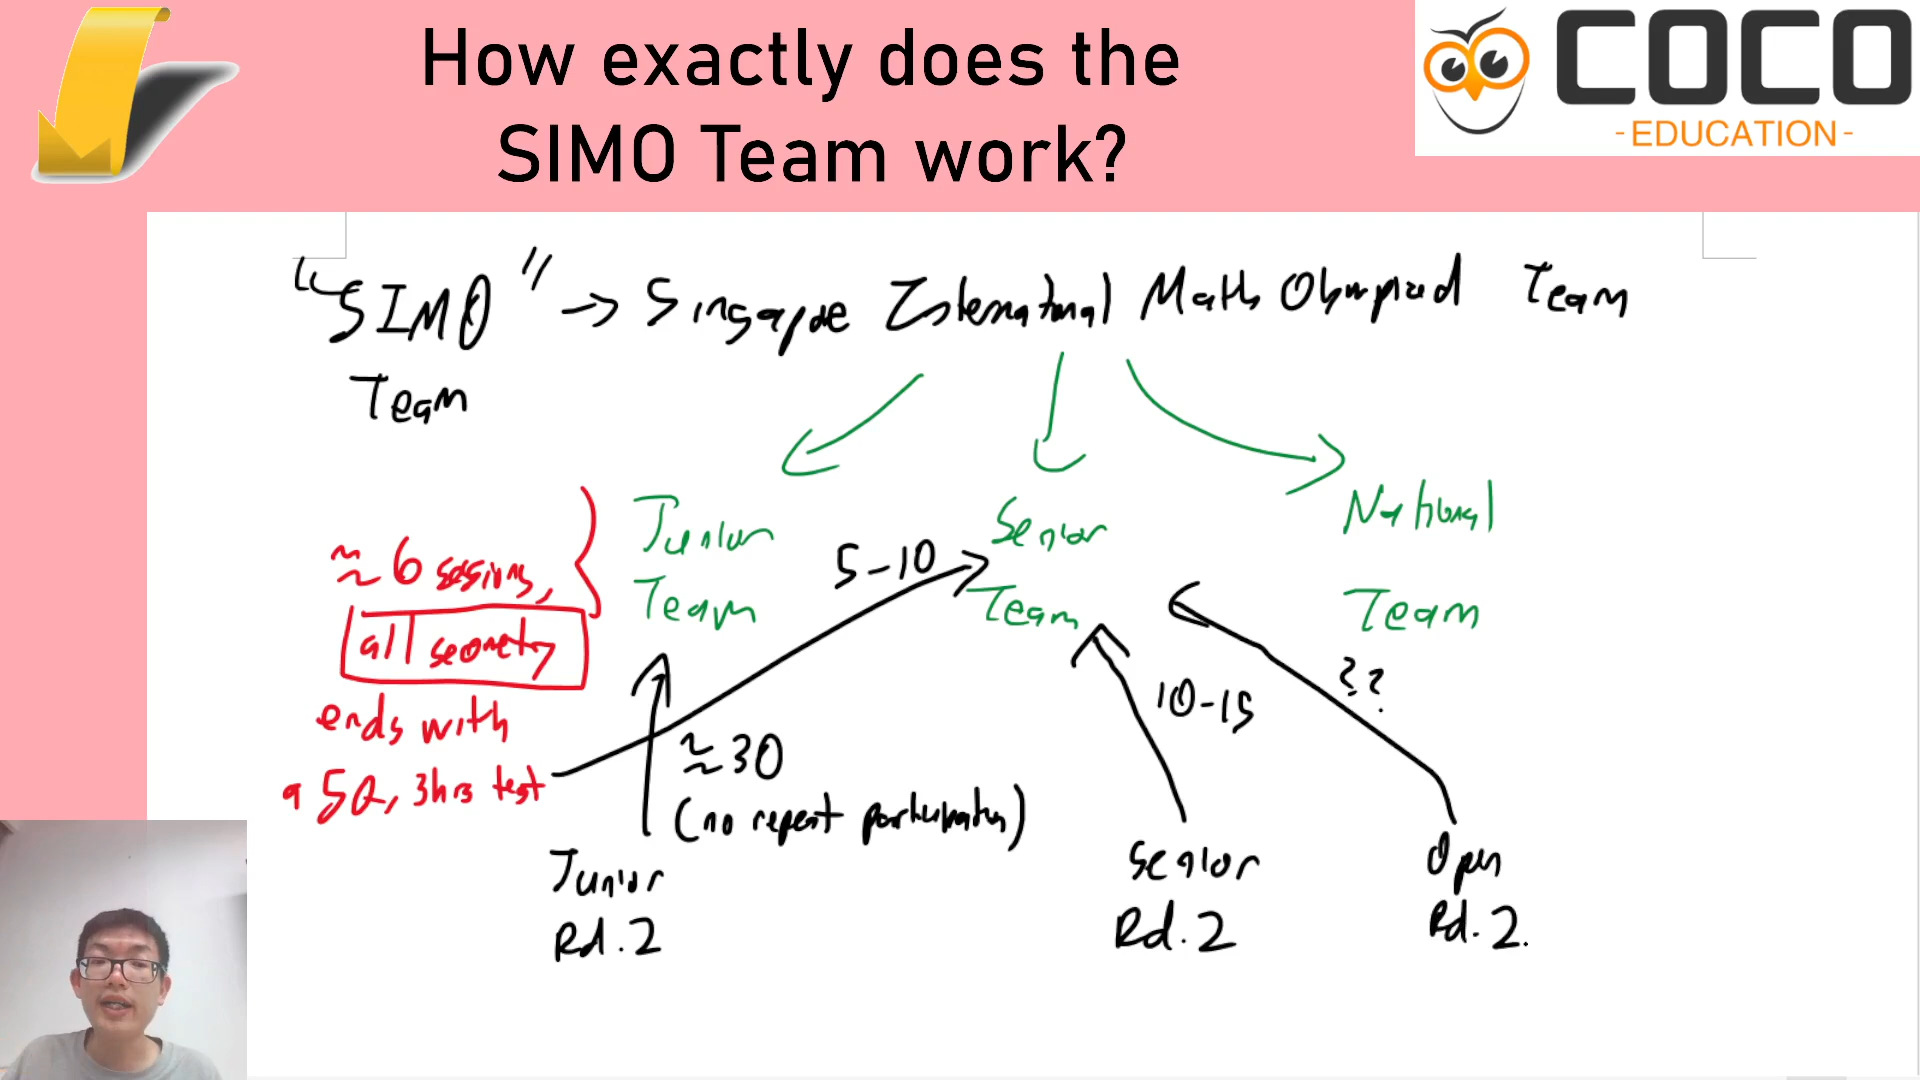 How exactly does the
SIMO Team work?
COCO
-EDUCATION-
"SIMO" → Singapore International Math Olympiad Team
Team
Junior
Team
Senior
Team
National
Team
≈ 6 sessions,
all geometry
ends with
a 5Q, 3hrs test
5-10
≈30
(no repeat participation)
10-15
??
Junior
Rd. 2
Senior
Rd. 2
Open
Rd. 2.